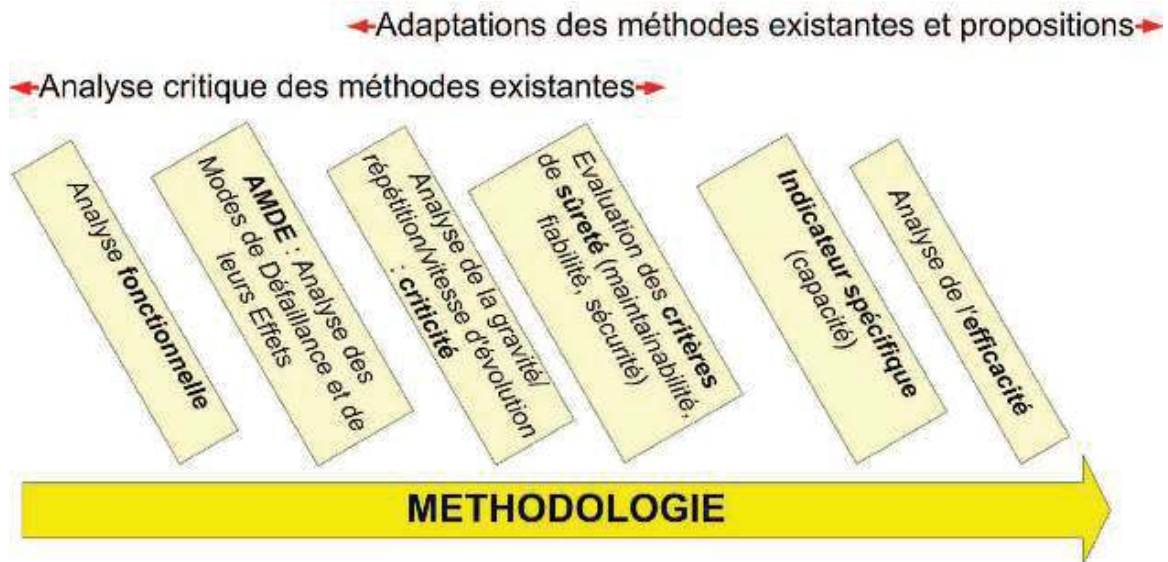 Adaptations des méthodes existantes et propositions
Analyse critique des méthodes existantes
Analyse fonctionnelle
AMDE : Analyse des
Modes de Défaillance et de
leurs Effets
Analyse de la gravité/
répétition/vitesse d'évolution
: criticité
Evaluation des critères
de sûreté (maintainabilité,
fiabilité, sécurité)
Indicateur spécifique
(capacité)
Analyse de l'efficacité
METHODOLOGIE